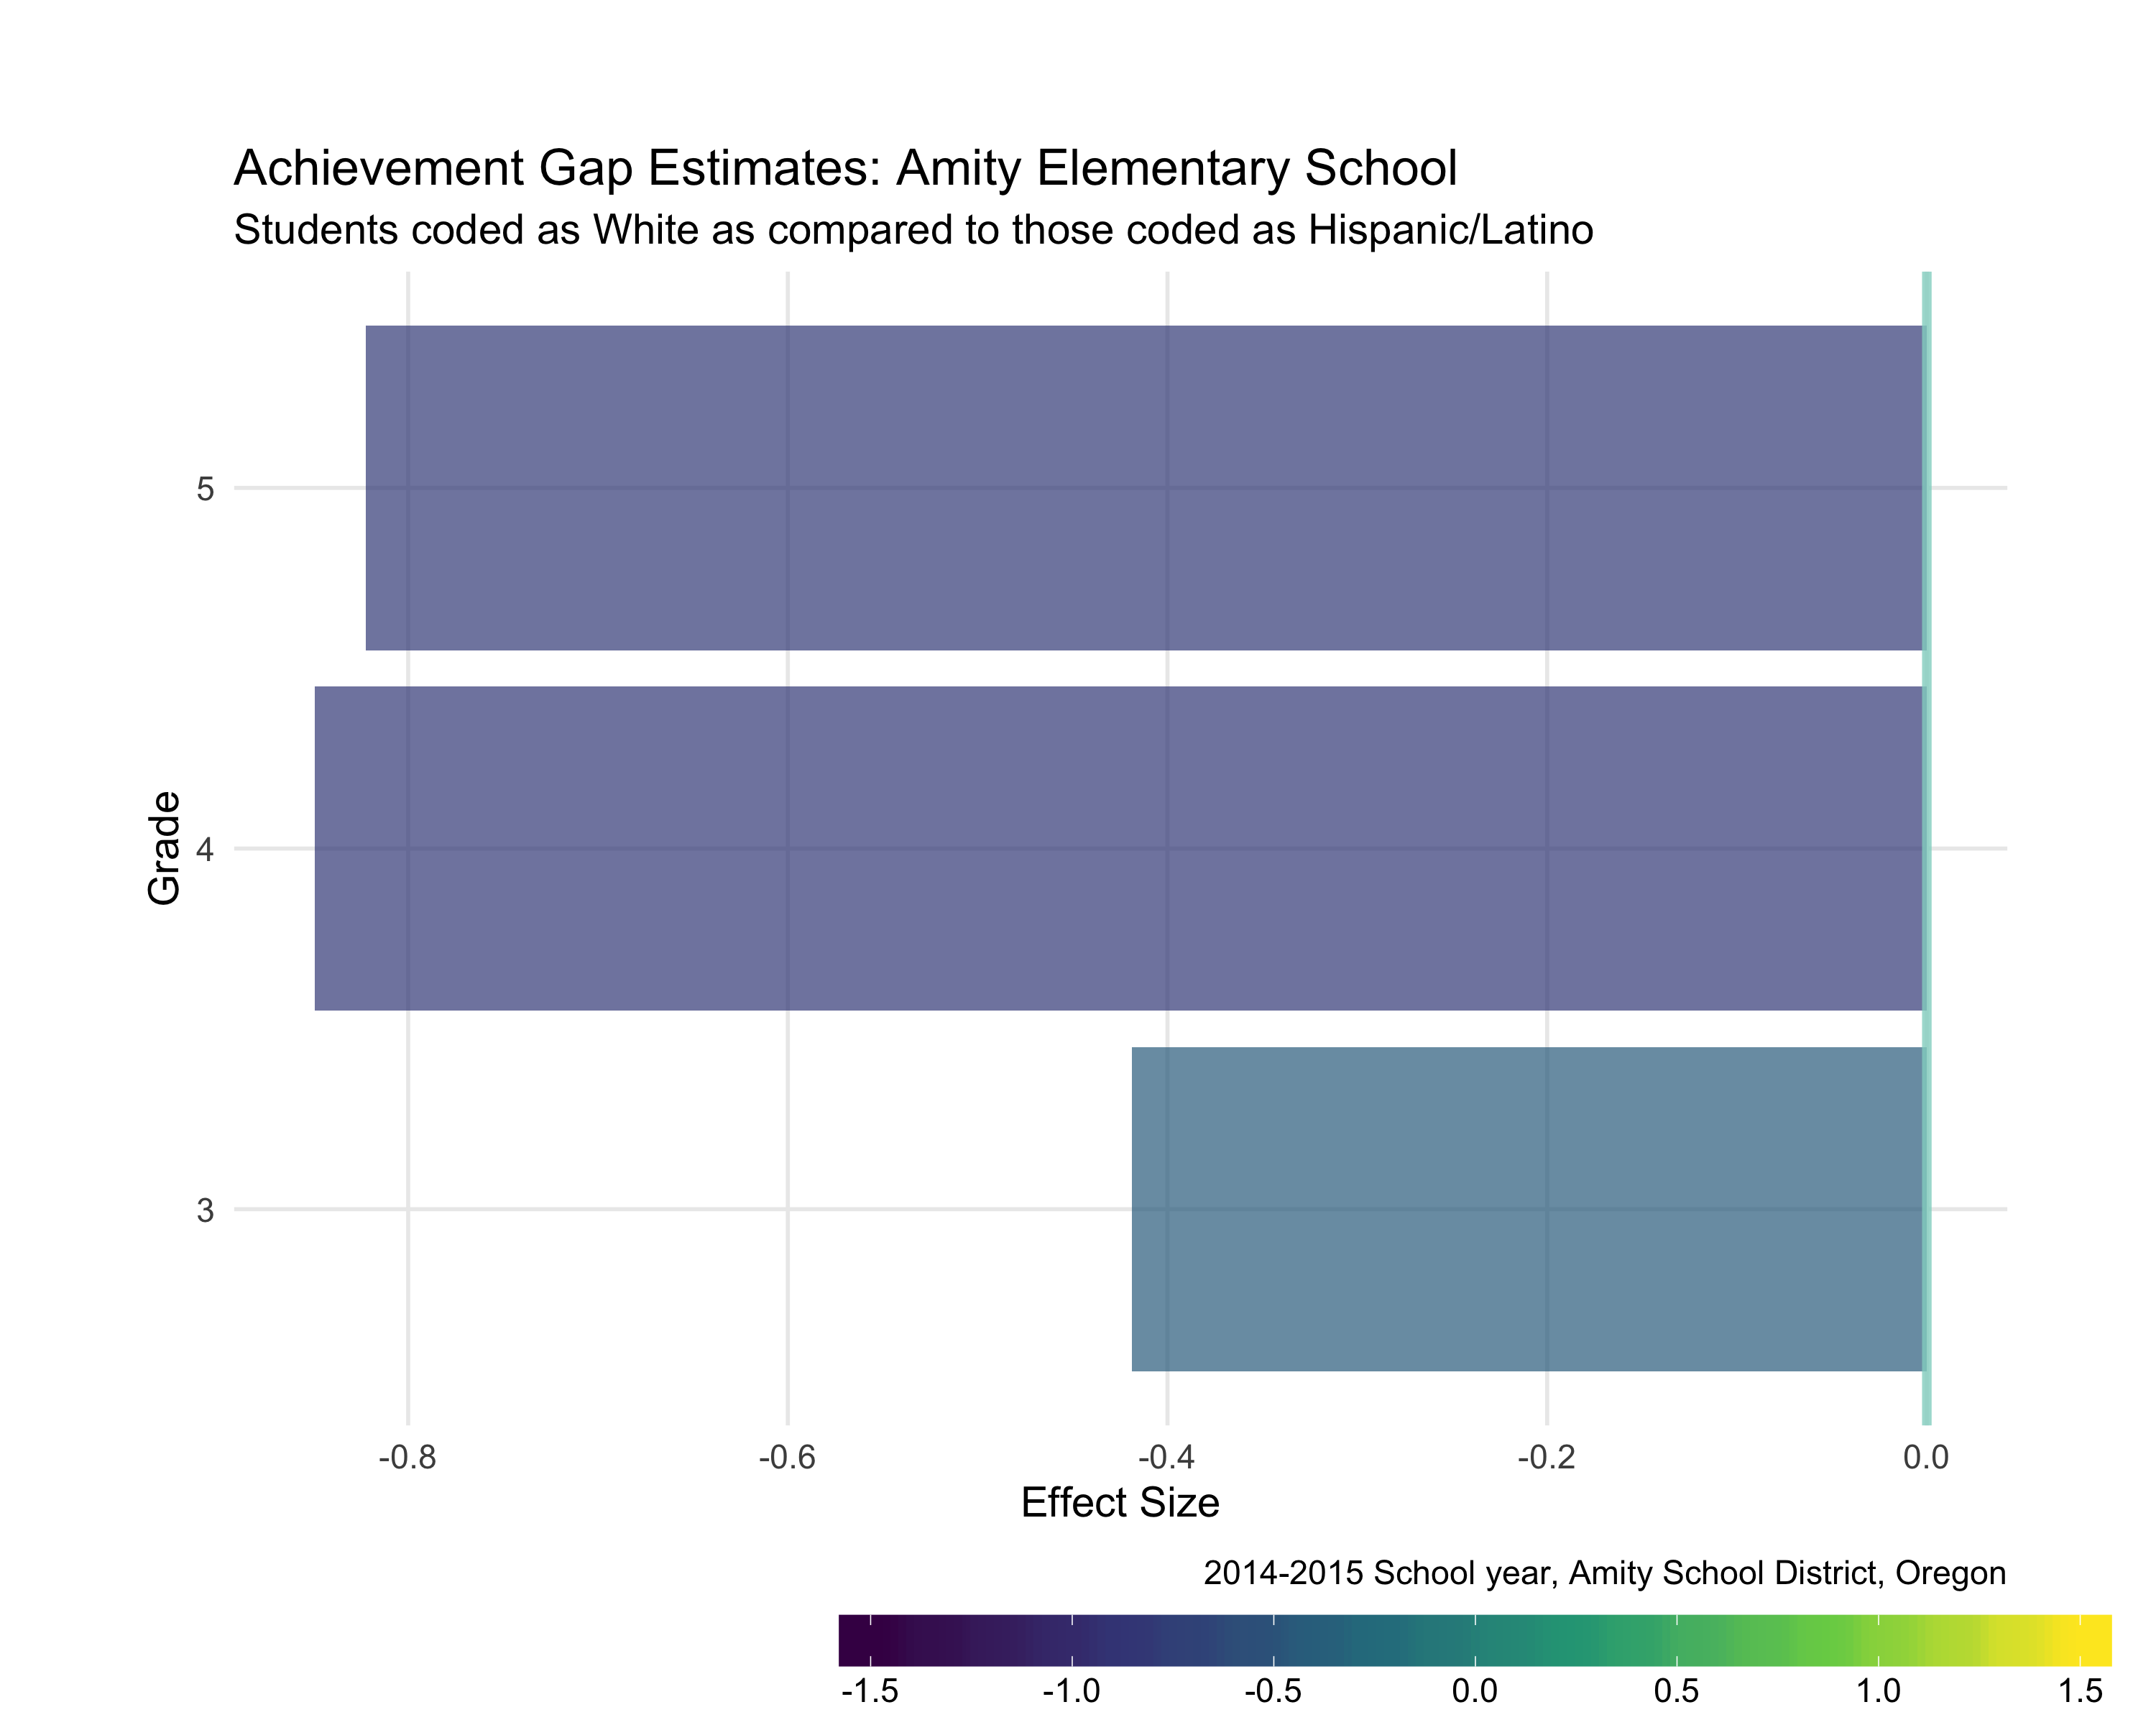 Achievement Gap Estimates: Amity Elementary School
Students coded as White as compared to those coded as Hispanic/Latino
5
4
3
Grade
-0.8 -0.6 -0.4 -0.2 0.0
Effect Size
2014-2015 School year, Amity School District, Oregon
-1.5 -1.0 -0.5 0.0 0.5 1.0 1.5